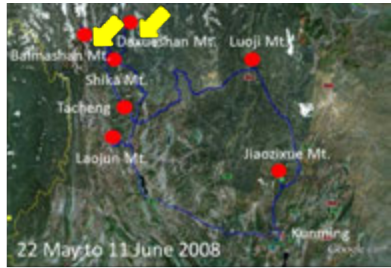 Daxueshan Mt.
Luoji Mt.
Baimashan Mt.
Shika Mt.
Tacheng
Laojun Mt.
Jiaozixue Mt.
Kunming
22 May to 11 June 2008
Google